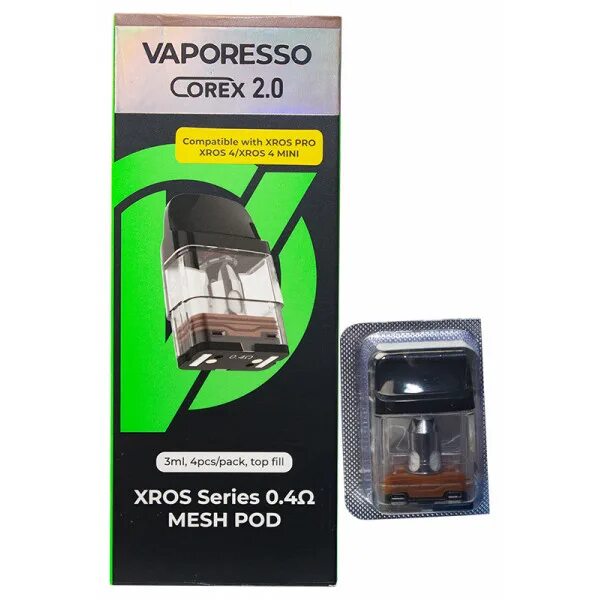 VAPORESSO
COREX 2.0
Compatible with XROS PRO
XROS 4/XROS 4 MINI
0.4Ω
3ml, 4pcs/pack, top fill
XROS Series 0.4Ω
MESH POD